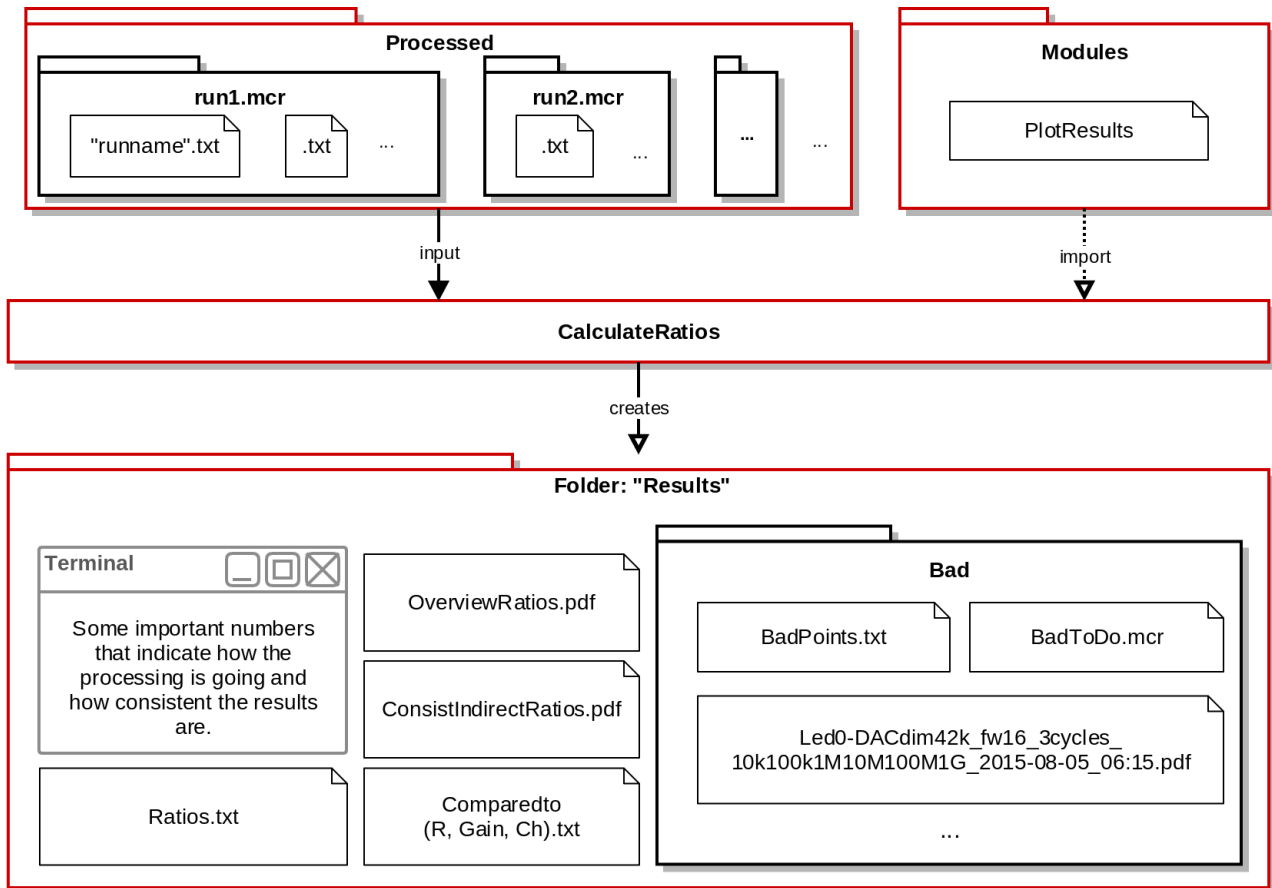 Processed
run1.mcr
"runname".txt
.txt
...
run2.mcr
.txt
...
...
...
Modules
PlotResults
input
import
CalculateRatios
creates
Folder: "Results"
Terminal
Some important numbers
that indicate how the
processing is going and
how consistent the results
are.
Ratios.txt
OverviewRatios.pdf
ConsistIndirectRatios.pdf
Comparedto
(R, Gain, Ch).txt
Bad
BadPoints.txt
BadToDo.mcr
Led0-DACdim42k_fw16_3cycles_
10k100k1M10M100M1G_2015-08-05_06:15.pdf
...